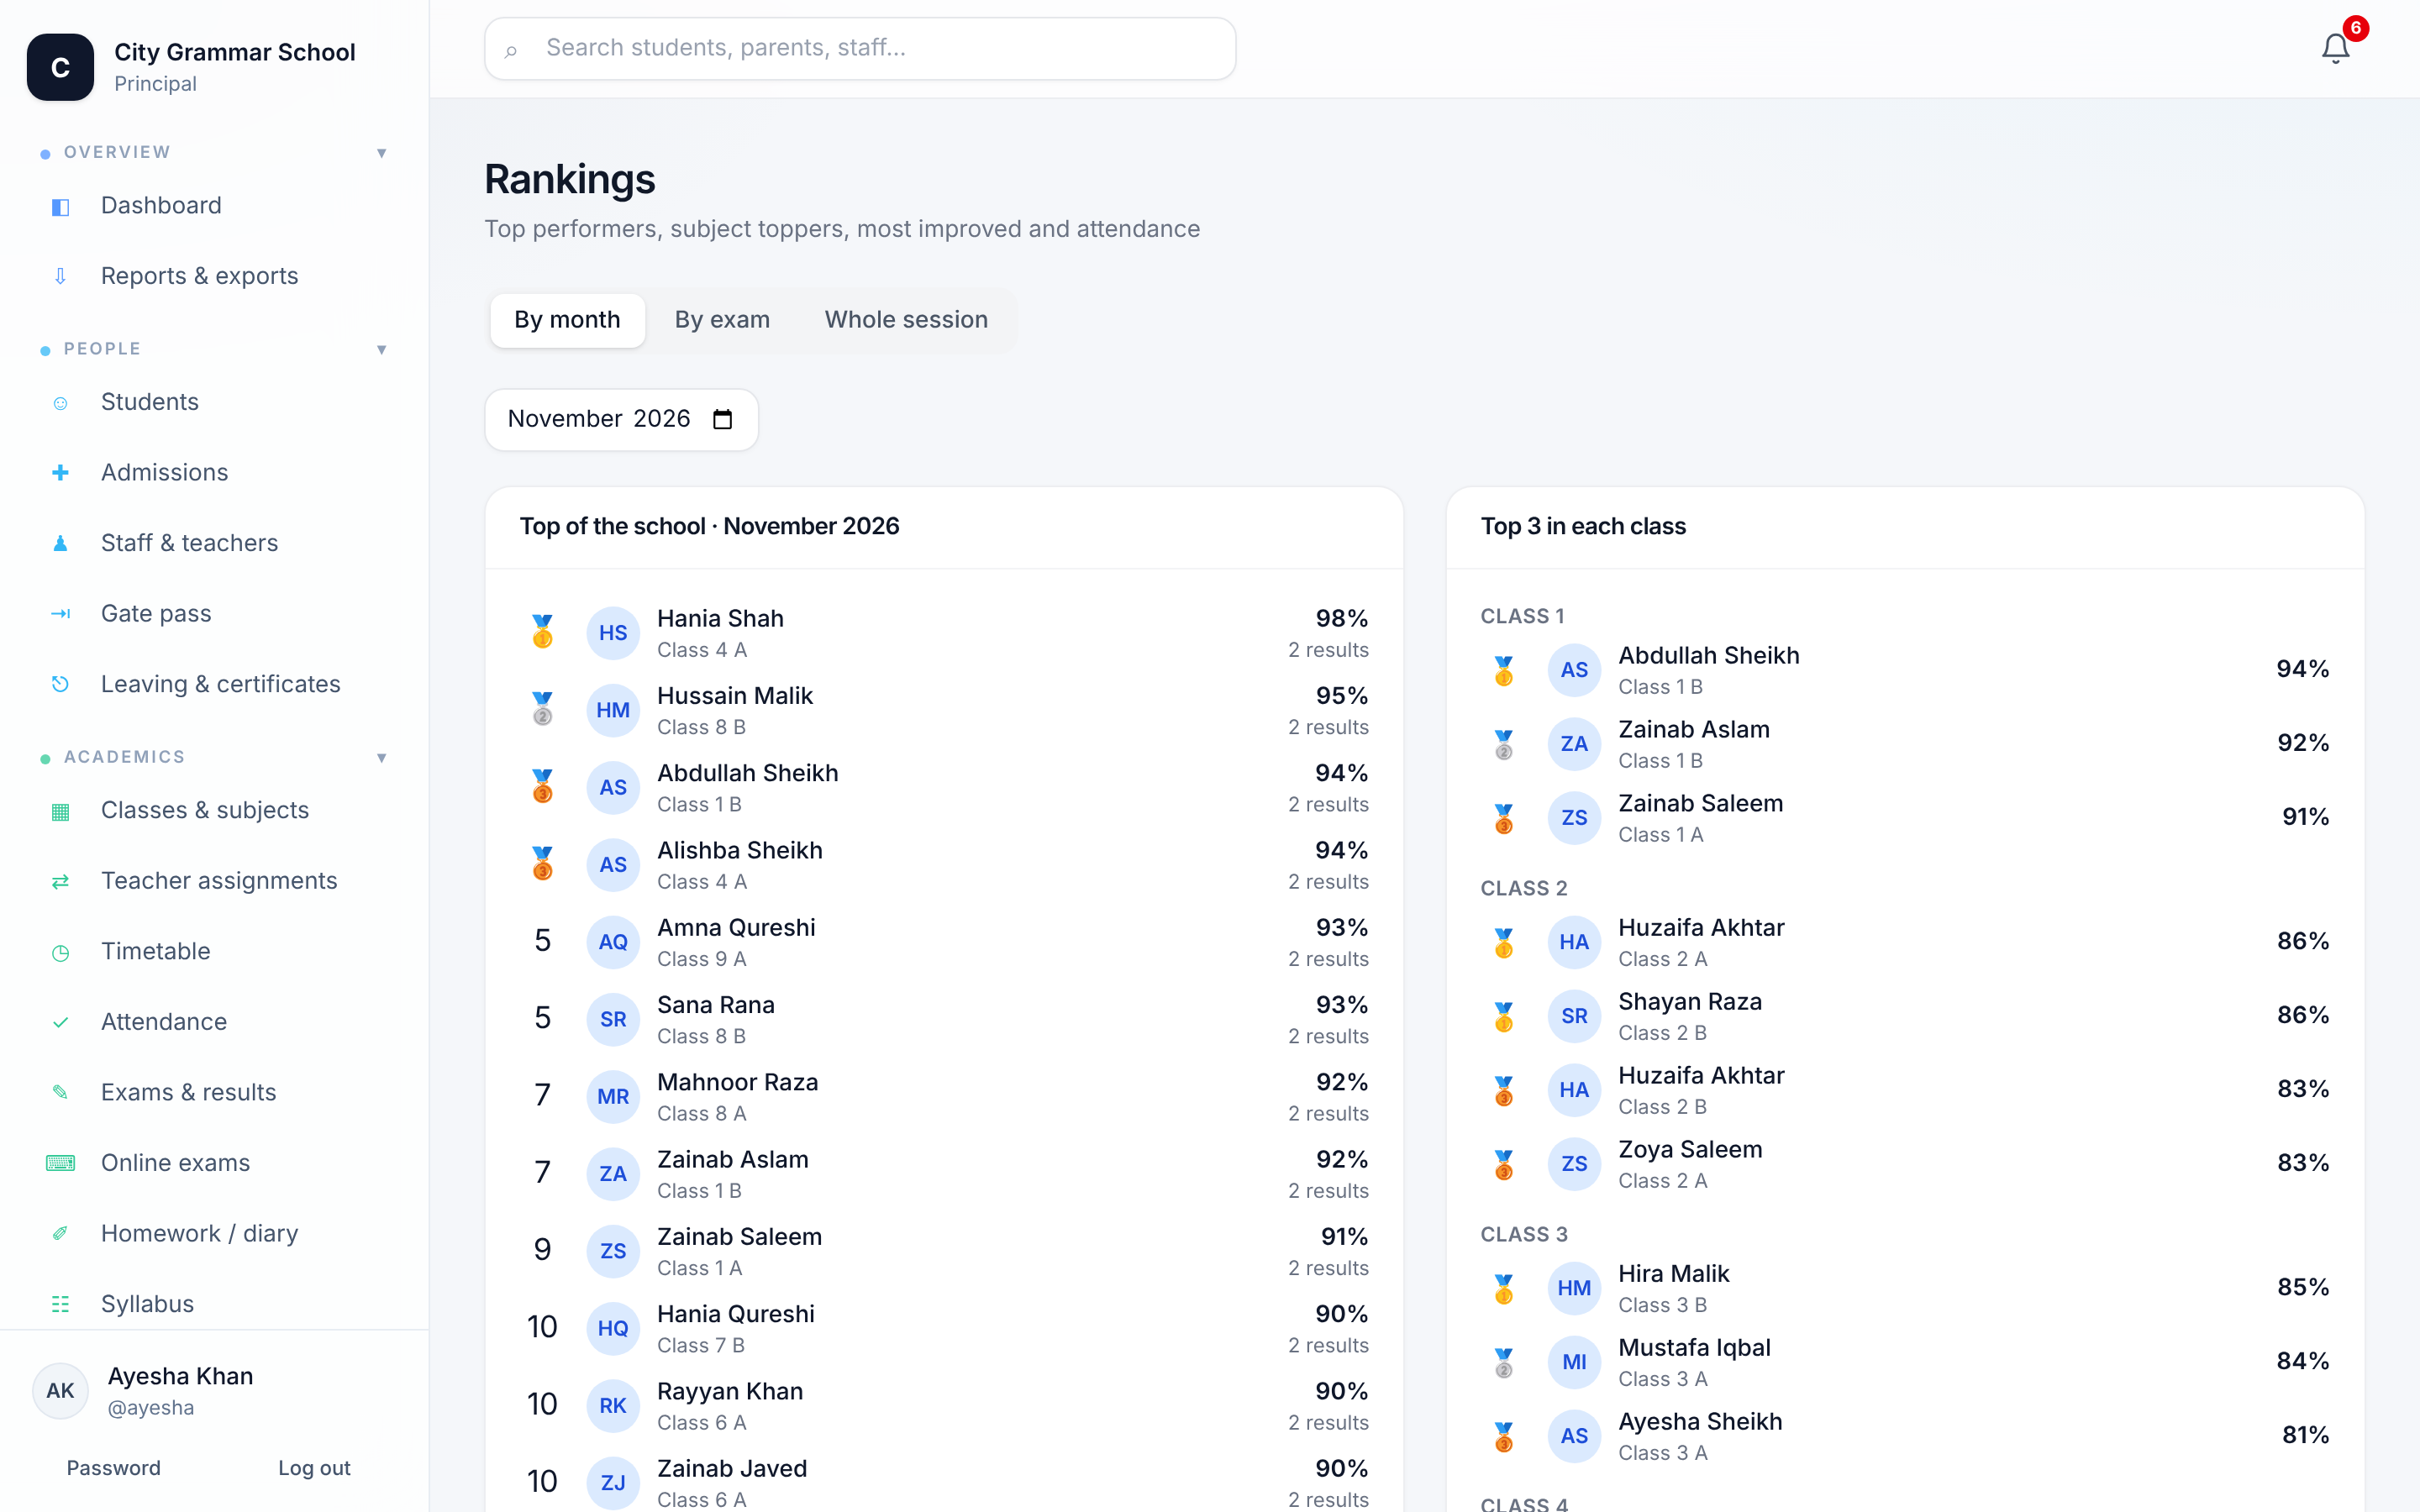 C
City Grammar School
Principal
OVERVIEW
Dashboard
Reports & exports
PEOPLE
Students
Admissions
Staff & teachers
Gate pass
Leaving & certificates
ACADEMICS
Classes & subjects
Teacher assignments
Timetable
Attendance
Exams & results
Online exams
Homework / diary
Syllabus
AK
Ayesha Khan
@ayesha
Password Log out
Search students, parents, staff...
6
Rankings
Top performers, subject toppers, most improved and attendance
By month By exam Whole session
November 2026
Top of the school · November 2026
HS Hania Shah 98%
Class 4 A 2 results
HM Hussain Malik 95%
Class 8 B 2 results
AS Abdullah Sheikh 94%
Class 1 B 2 results
AS Alishba Sheikh 94%
Class 4 A 2 results
5 AQ Amna Qureshi 93%
Class 9 A 2 results
5 SR Sana Rana 93%
Class 8 B 2 results
7 MR Mahnoor Raza 92%
Class 8 A 2 results
7 ZA Zainab Aslam 92%
Class 1 B 2 results
9 ZS Zainab Saleem 91%
Class 1 A 2 results
10 HQ Hania Qureshi 90%
Class 7 B 2 results
10 RK Rayyan Khan 90%
Class 6 A 2 results
10 ZJ Zainab Javed 90%
Class 6 A 2 results
Top 3 in each class
CLASS 1
AS Abdullah Sheikh 94%
Class 1 B
ZA Zainab Aslam 92%
Class 1 B
ZS Zainab Saleem 91%
Class 1 A
CLASS 2
HA Huzaifa Akhtar 86%
Class 2 A
SR Shayan Raza 86%
Class 2 B
HA Huzaifa Akhtar 83%
Class 2 B
ZS Zoya Saleem 83%
Class 2 A
CLASS 3
HM Hira Malik 85%
Class 3 B
MI Mustafa Iqbal 84%
Class 3 A
AS Ayesha Sheikh 81%
Class 3 A
CLASS 4